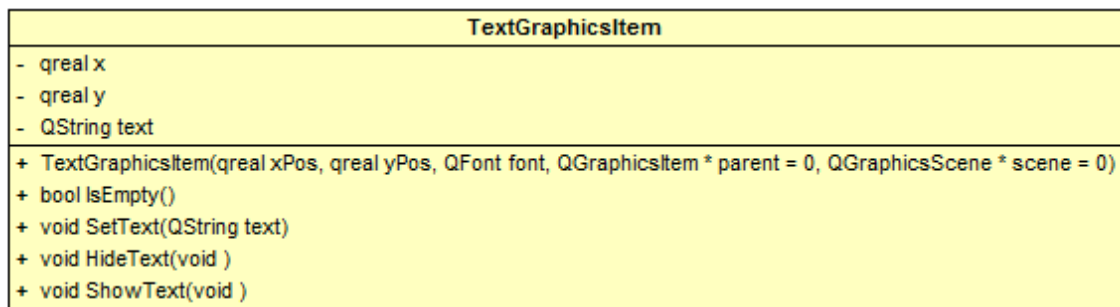 TextGraphicsItem
- qreal x
- qreal y
- QString text
+ TextGraphicsItem(qreal xPos, qreal yPos, QFont font, QGraphicsItem * parent = 0, QGraphicsScene * scene = 0)
+ bool IsEmpty()
+ void SetText(QString text)
+ void HideText(void )
+ void ShowText(void )